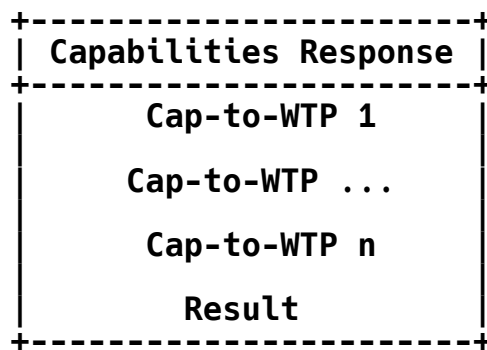 +-----------------------+
| Capabilities Response |
+-----------------------+
| Cap-to-WTP 1 |
| Cap-to-WTP ... |
| Cap-to-WTP n |
| Result |
+-----------------------+